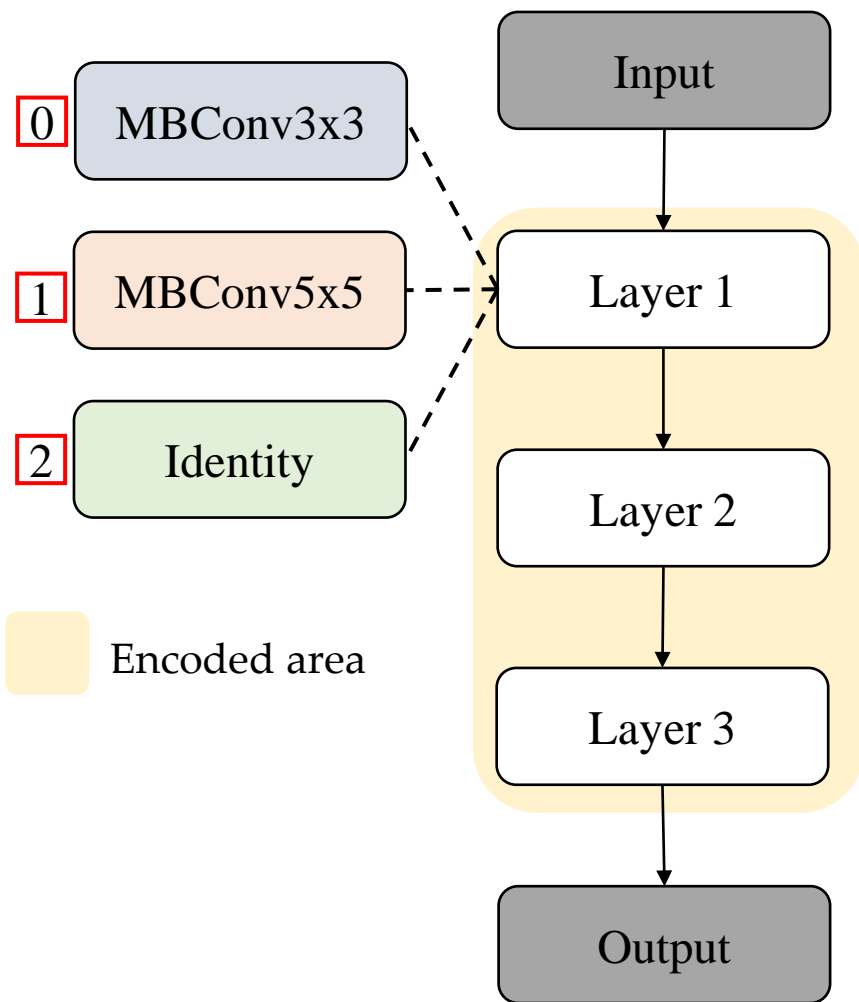 Input
0
MBConv3x3
1
MBConv5x5
Layer 1
2
Identity
Layer 2
Encoded area
Layer 3
Output